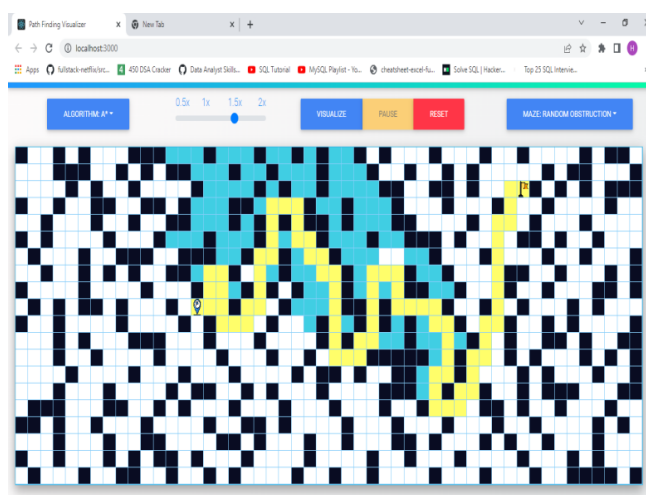 Path Finding Visualizer x New Tab x +
localhost:3000
Apps fullstack-netflix/src... 450 DSA Cracker Data Analyst Skills... SQL Tutorial MySQL Playlist - Yo... cheatsheet-excel-fu... Solve SQL | Hacker... Top 25 SQL Intervie...
0.5x 1x 1.5x 2x
ALGORITHM: A* VISUALIZE PAUSE RESET MAZE: RANDOM OBSTRUCTION